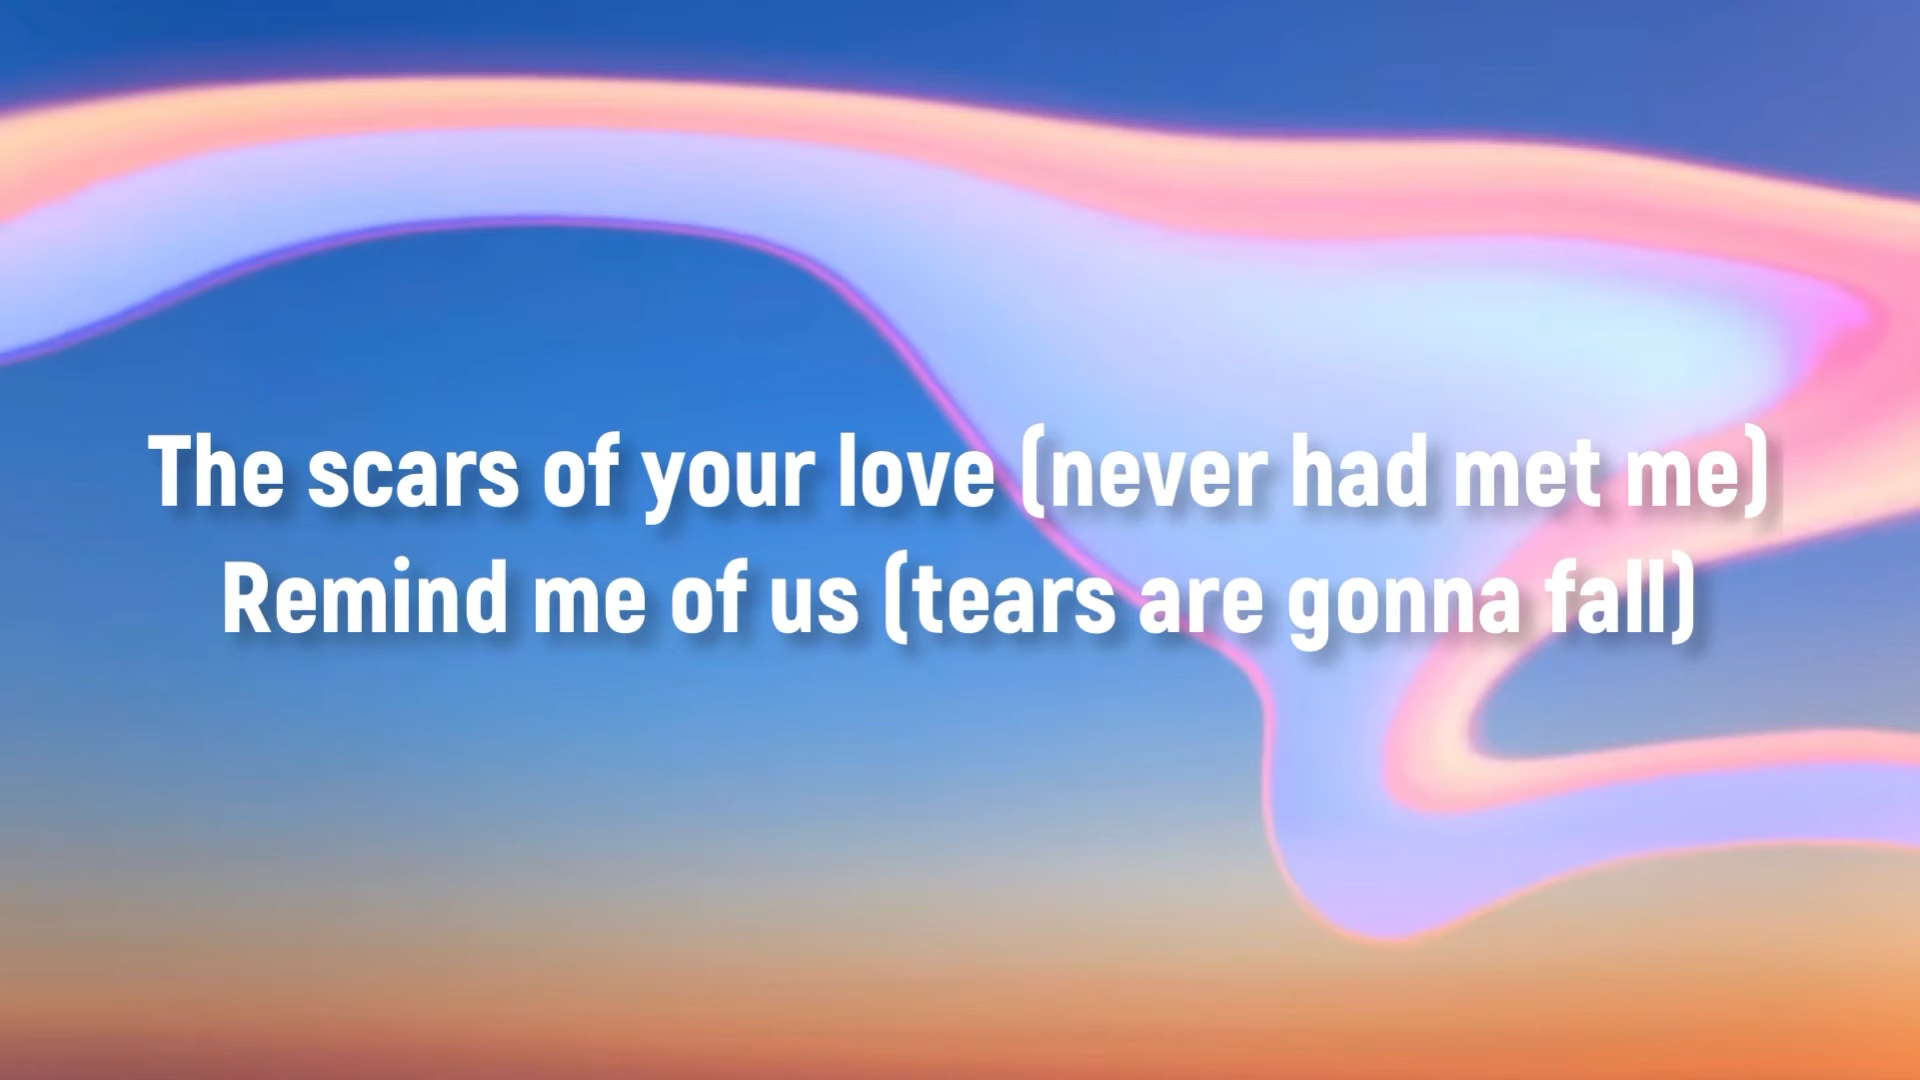 The scars of your love (never had met me)
Remind me of us (tears are gonna fall)